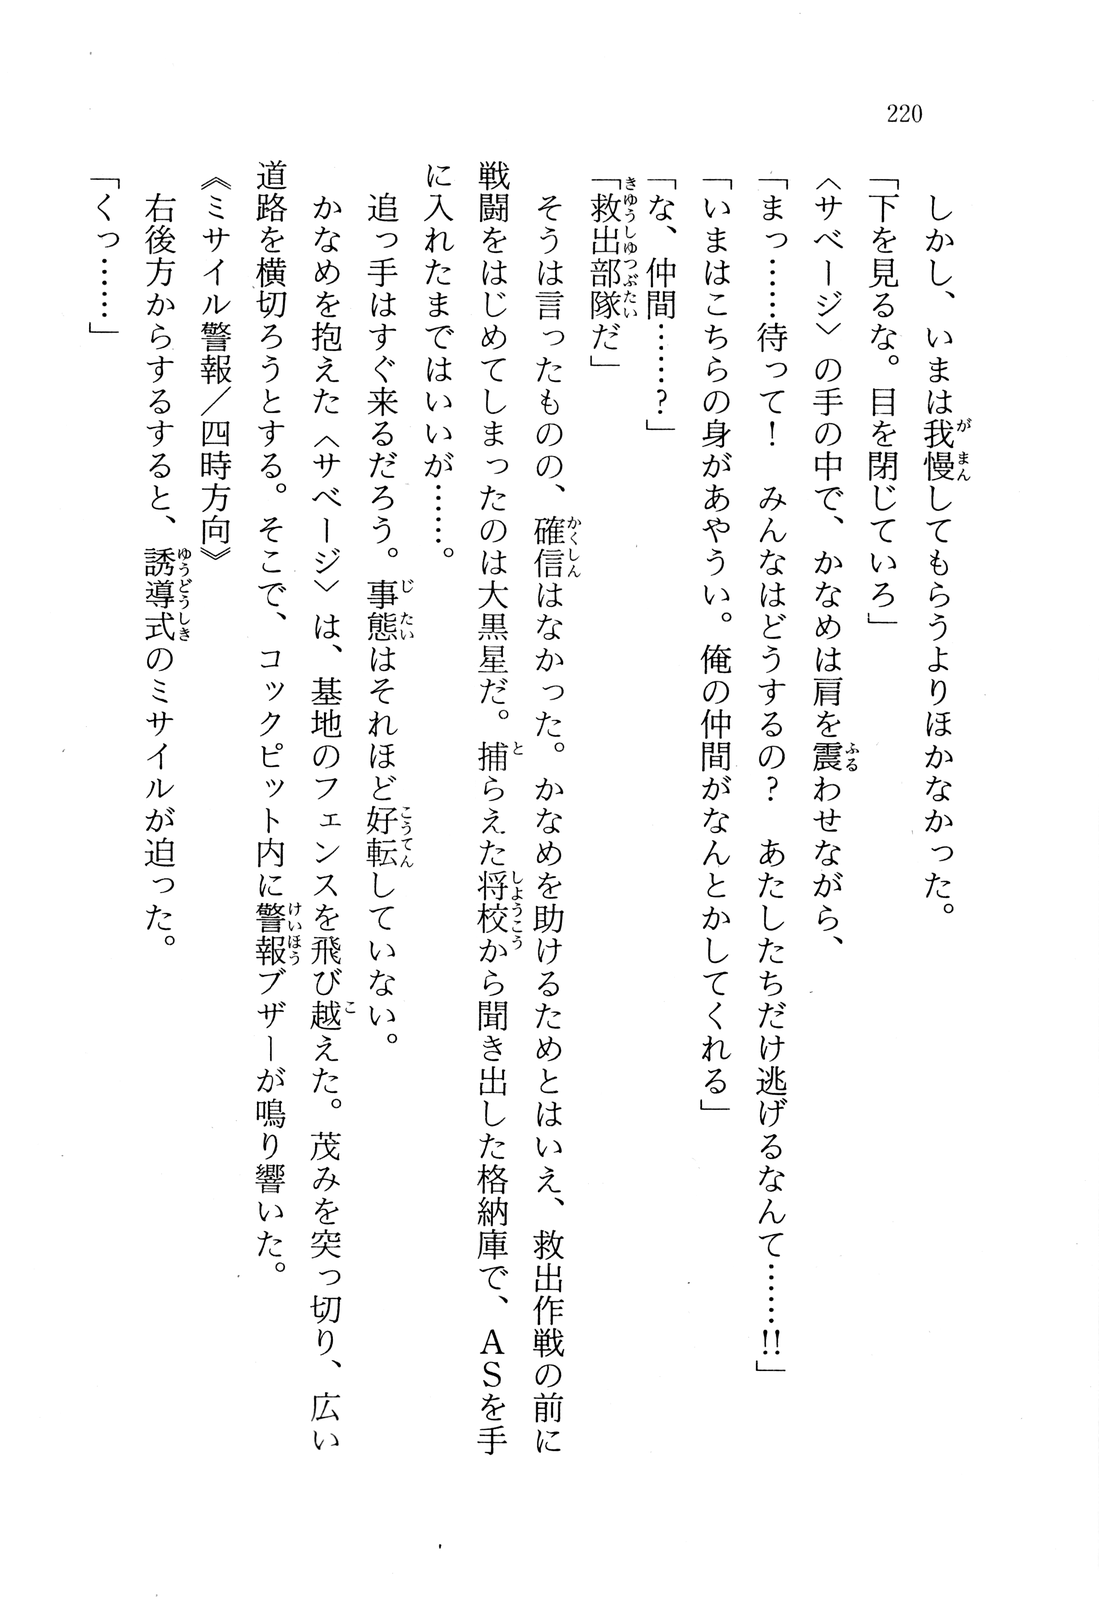 220
　しかし、いまは我慢してもらうよりほかなかった。
「下を見るな。目を閉じていろ」
〈サベージ〉の手の中で、かなめは肩を震わせながら、
「まっ……待って！　みんなはどうするの？　あたしたちだけ逃げるなんて……!!」
「いまはこちらの身があやうい。俺の仲間がなんとかしてくれる」
「な、仲間……？」
「救出部隊だ」
　そうは言ったものの、確信はなかった。かなめを助けるためとはいえ、救出作戦の前に
戦闘をはじめてしまったのは大黒星だ。捕らえた将校から聞き出した格納庫で、ASを手
に入れたまではいいが……。
　追っ手はすぐ来るだろう。事態はそれほど好転していない。
　かなめを抱えた〈サベージ〉は、基地のフェンスを飛び越えた。茂みを突っ切り、広い
道路を横切ろうとする。そこで、コックピット内に警報ブザーが鳴り響いた。
《ミサイル警報／四時方向》
　右後方からするすると、誘導式のミサイルが迫った。
「くっ……」